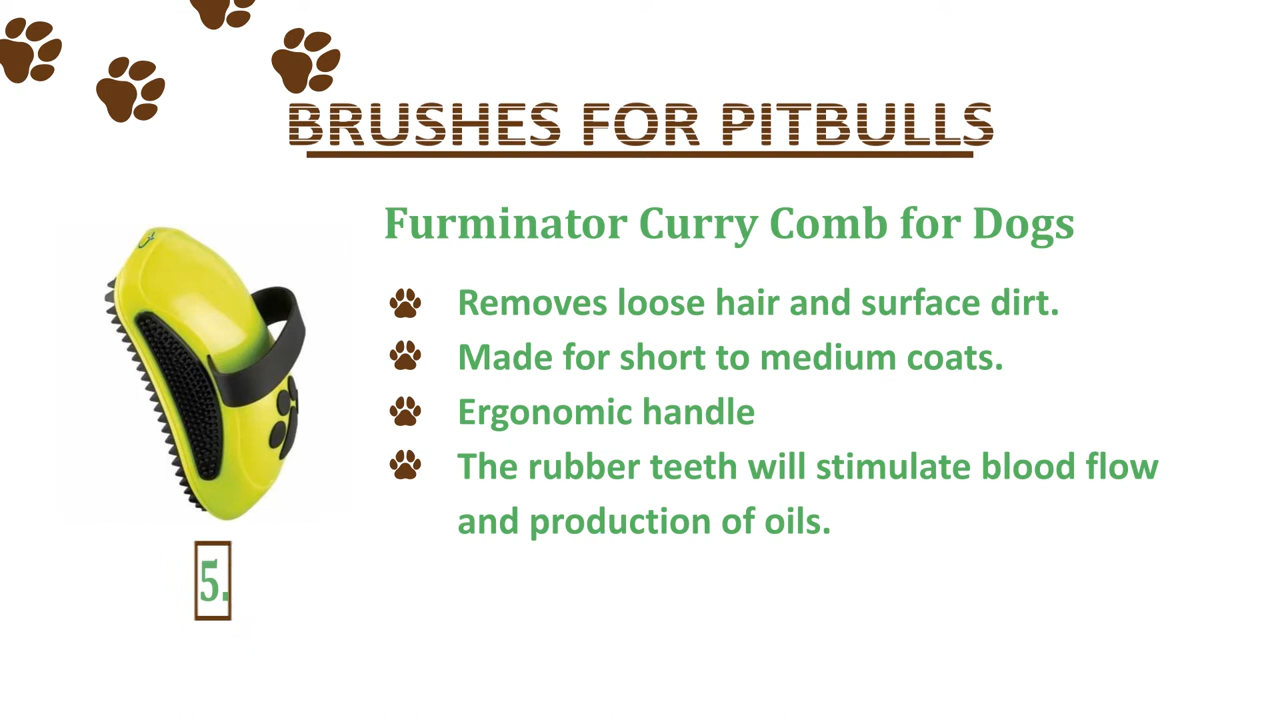 BRUSHES FOR PITBULLS
Furminator Curry Comb for Dogs
Removes loose hair and surface dirt.
Made for short to medium coats.
Ergonomic handle
The rubber teeth will stimulate blood flow
and production of oils.
5.